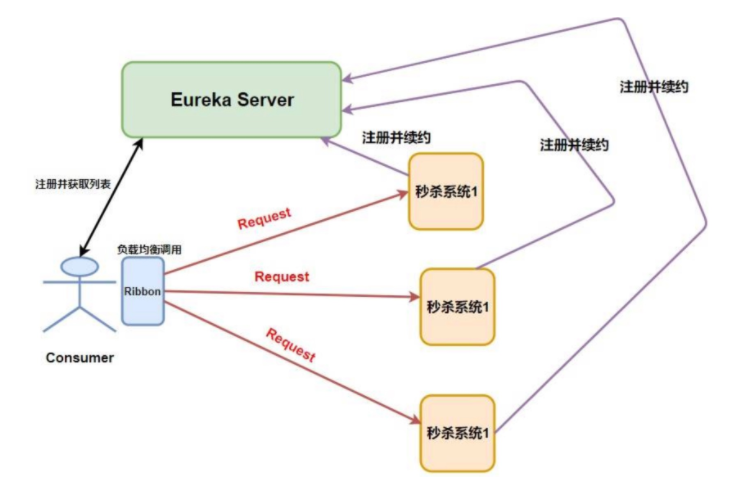 Eureka Server
注册并续约
注册并续约
注册并续约
注册并获取列表
秒杀系统1
Request
负载均衡调用
Ribbon
Request
秒杀系统1
Request
Consumer
秒杀系统1